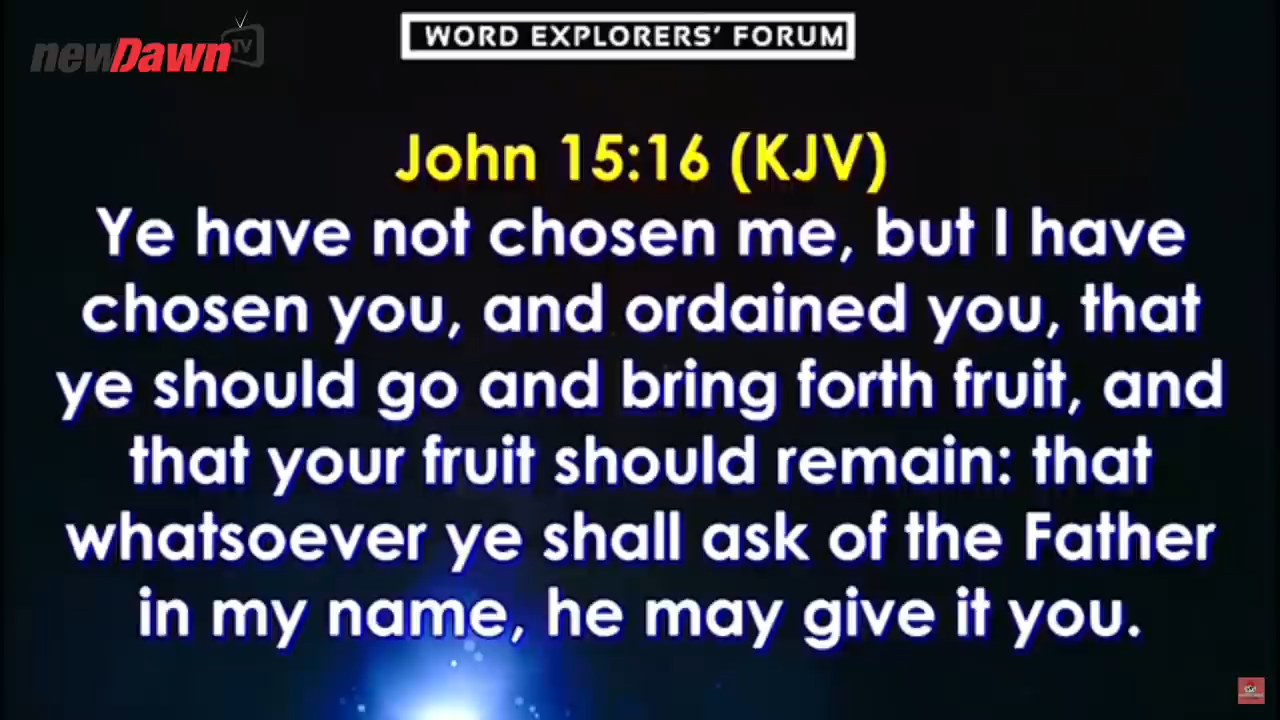 newDawn TV
WORD EXPLORERS' FORUM
John 15:16 (KJV)
Ye have not chosen me, but I have
chosen you, and ordained you, that
ye should go and bring forth fruit, and
that your fruit should remain: that
whatsoever ye shall ask of the Father
in my name, he may give it you.